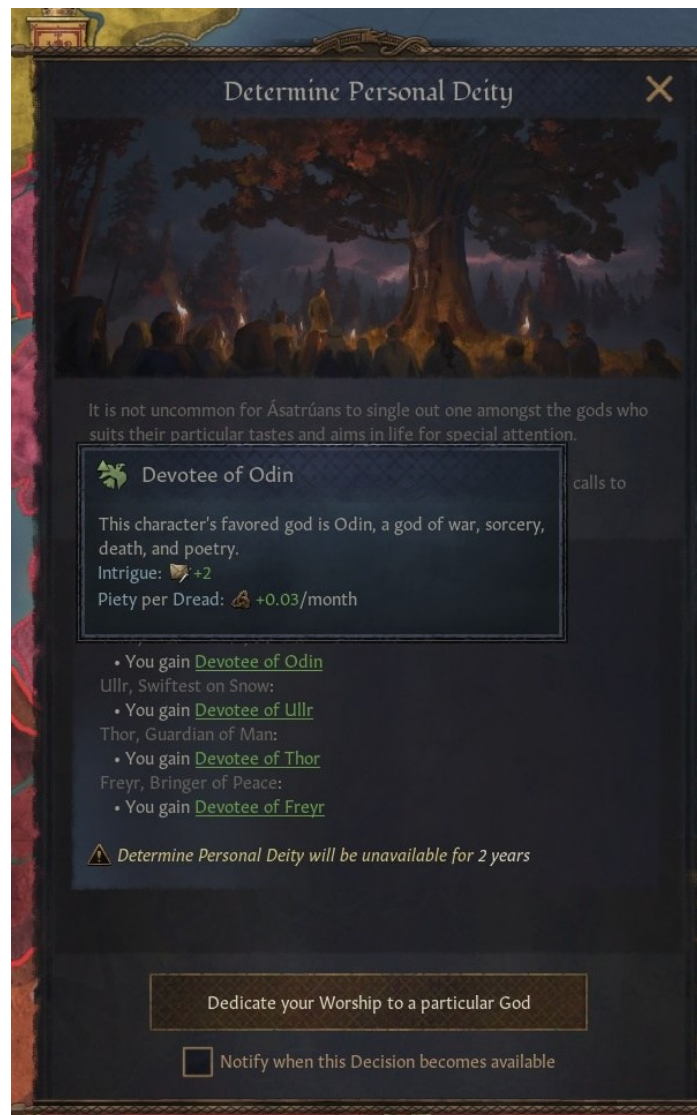 Determine Personal Deity
It is not uncommon for Ásatrúans to single out one amongst the gods who
suits their particular tastes and aims in life for special attention.
calls to
Devotee of Odin
This character's favored god is Odin, a god of war, sorcery,
death, and poetry.
Intrigue: +2
Piety per Dread: +0.03/month
• You gain Devotee of Odin
Ullr, Swiftest on Snow:
• You gain Devotee of Ullr
Thor, Guardian of Man:
• You gain Devotee of Thor
Freyr, Bringer of Peace:
• You gain Devotee of Freyr
Determine Personal Deity will be unavailable for 2 years
Dedicate your Worship to a particular God
Notify when this Decision becomes available